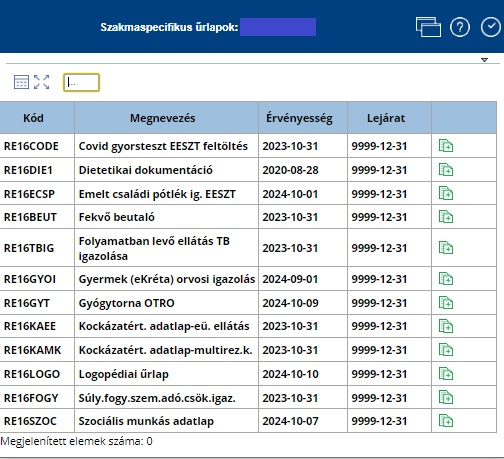 Szakmaspecifikus űrlapok:
Kód Megnevezés Érvényesség Lejárat
RE16CODE Covid gyorsteszt EESZT feltöltés 2023-10-31 9999-12-31
RE16DIE1 Dietetikai dokumentáció 2020-08-28 9999-12-31
RE16ECSP Emelt családi pótlék ig. EESZT 2024-10-01 9999-12-31
RE16BEUT Fekvő beutaló 2023-10-31 9999-12-31
RE16TBIG Folyamatban levő ellátás TB igazolása 2023-10-31 9999-12-31
RE16GYOI Gyermek (eKréta) orvosi igazolás 2024-09-01 9999-12-31
RE16GYT Gyógytorna OTRO 2024-10-09 9999-12-31
RE16KAEE Kockázatért. adatlap-eü. ellátás 2023-10-31 9999-12-31
RE16KAMK Kockázatért. adatlap-multirez.k. 2023-10-31 9999-12-31
RE16LOGO Logopédiai űrlap 2024-10-10 9999-12-31
RE16FOGY Súly.fogy.szem.adó.csök.igaz. 2023-10-31 9999-12-31
RE16SZOC Szociális munkás adatlap 2024-10-07 9999-12-31
Megjelenített elemek száma: 0